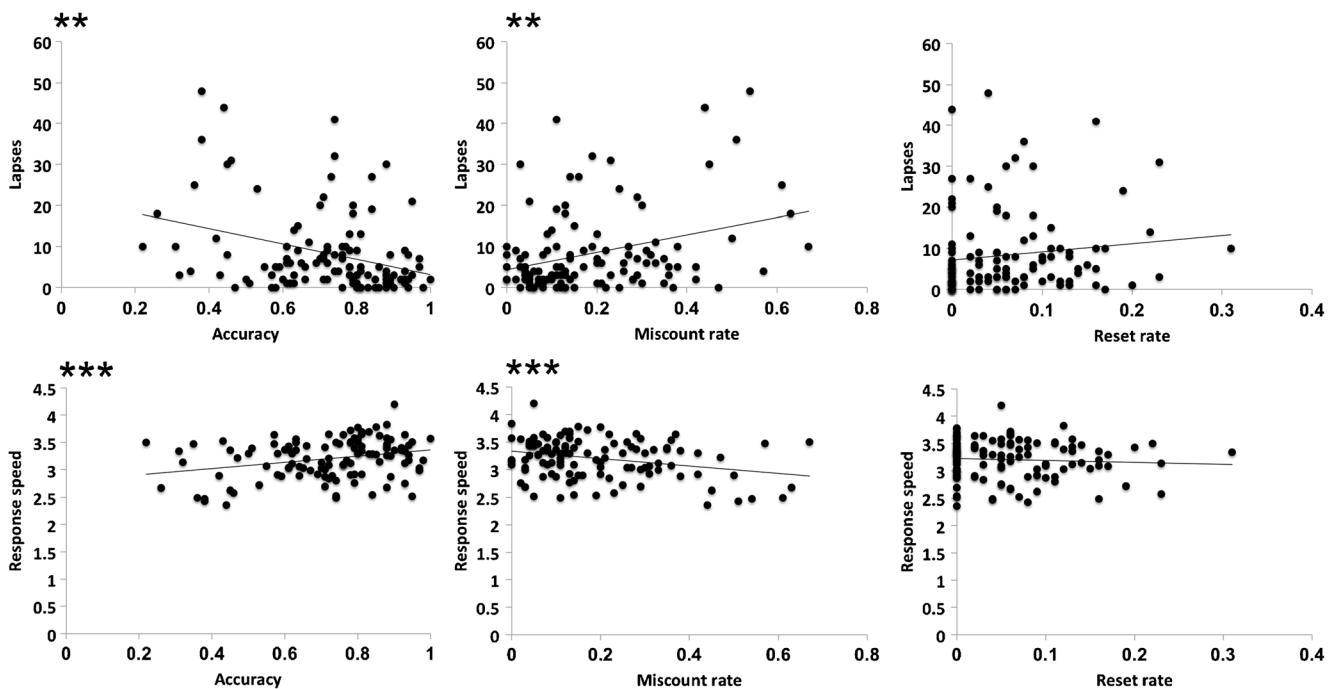 ** **
60 60 60
50 50 50
40 40 40
30 30 30
20 20 20
10 10 10
0 0 0
Lapses Lapses Lapses
0 0.2 0.4 0.6 0.8 1 0 0.2 0.4 0.6 0.8 0 0.1 0.2 0.3 0.4
Accuracy Miscount rate Reset rate
*** ***
4.5 4.5 4.5
4 4 4
3.5 3.5 3.5
3 3 3
2.5 2.5 2.5
2 2 2
1.5 1.5 1.5
1 1 1
0.5 0.5 0.5
0 0 0
Response speed Response speed Response speed
0 0.2 0.4 0.6 0.8 1 0 0.2 0.4 0.6 0.8 0 0.1 0.2 0.3 0.4
Accuracy Miscount rate Reset rate